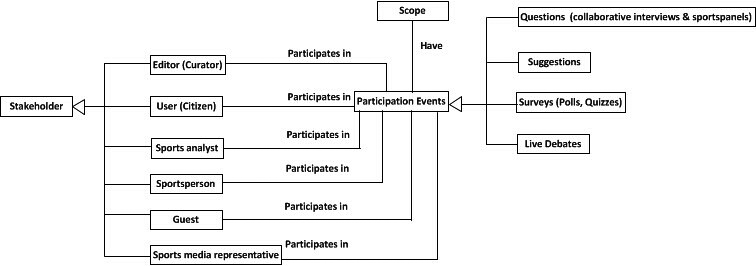 Scope
Questions (collaborative interviews & sportspanels)
Have
Participates in
Editor (Curator)
Suggestions
Participates in
Stakeholder
User (Citizen)
Participation Events
Surveys (Polls, Quizzes)
Participates in
Sports analyst
Live Debates
Participates in
Sportsperson
Participates in
Guest
Participates in
Sports media representative